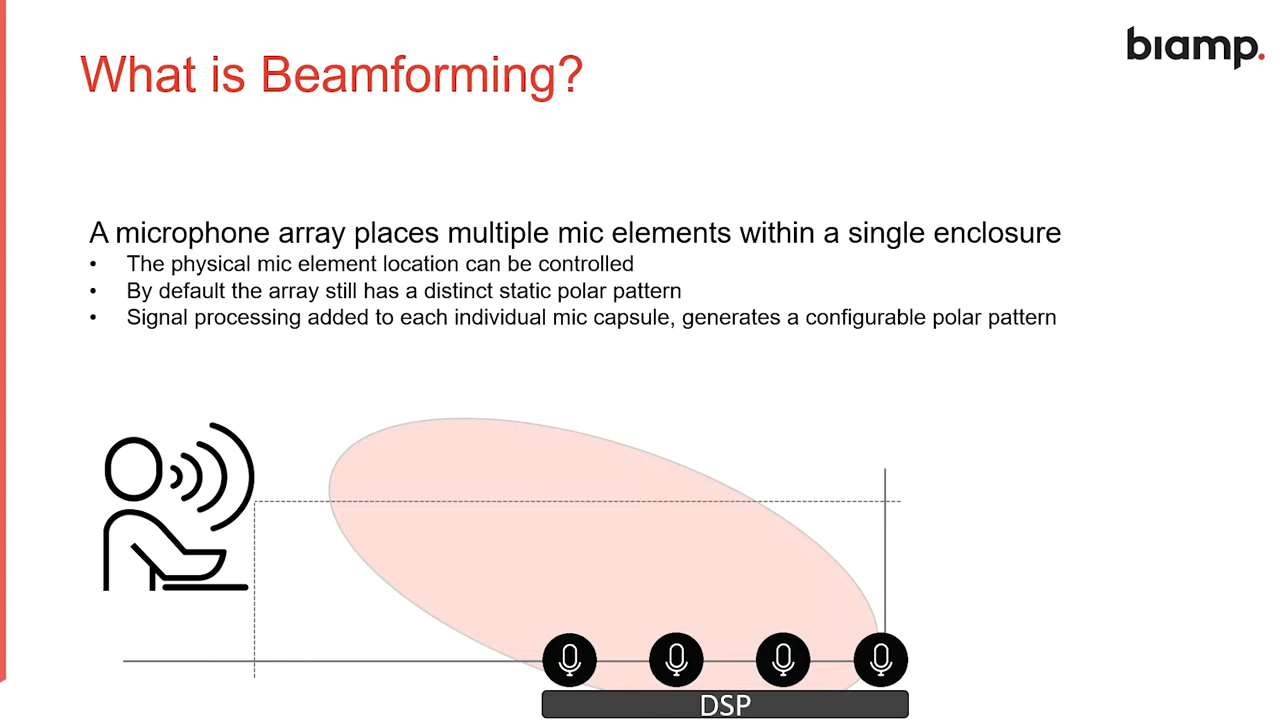 biamp.
What is Beamforming?
A microphone array places multiple mic elements within a single enclosure
• The physical mic element location can be controlled
• By default the array still has a distinct static polar pattern
• Signal processing added to each individual mic capsule, generates a configurable polar pattern
DSP